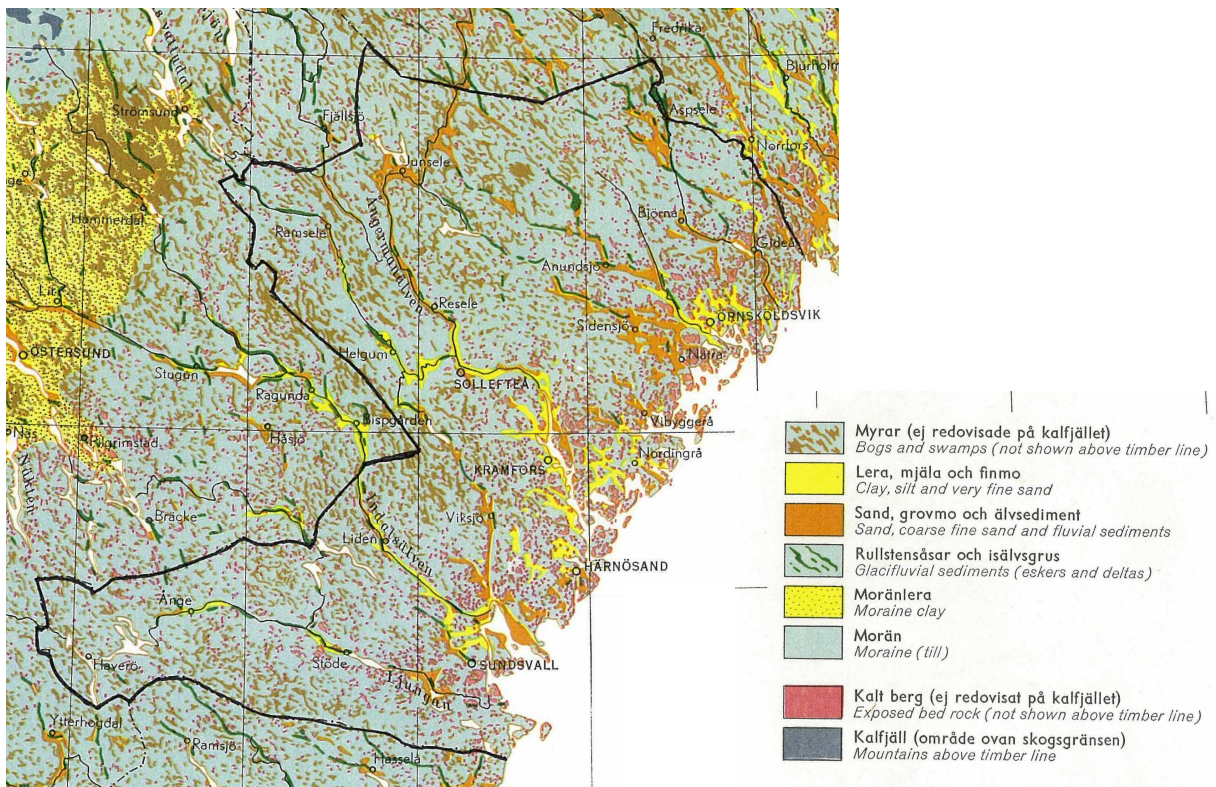 Fredrika
Bjurholm
Strömsund
Aspsele
Fjällsjö
Norrfors
Junsele
Hammerdal
Björna
Ramsele
Ångermanälven
Gideå
Anundsjö
Lit
Resele
ÖRNSKÖLDSVIK
Sidensjö
ÖSTERSUND
Helgum
Nätra
Stugun
SOLLEFTEÅ
Ragunda
Bispgården
Vibyggerå
Näs
Pilgrimstad
Håsjö
Nordingrå
KRAMFORS
Näkten
Bräcke
Viksjö
Indalsälven
Liden
HÄRNÖSAND
Ånge
Haverö
Stöde
SUNDSVALL
Ljungan
Ytterhogdal
Ramsjö
Hassela
Myrar (ej redovisade på kalfjället)
Bogs and swamps (not shown above timber line)
Lera, mjäla och finmo
Clay, silt and very fine sand
Sand, grovmo och älvsediment
Sand, coarse fine sand and fluvial sediments
Rullstensåsar och isälvsgrus
Glacifluvial sediments (eskers and deltas)
Moränlera
Moraine clay
Morän
Moraine (till)
Kalt berg (ej redovisat på kalfjället)
Exposed bed rock (not shown above timber line)
Kalfjäll (område ovan skogsgränsen)
Mountains above timber line